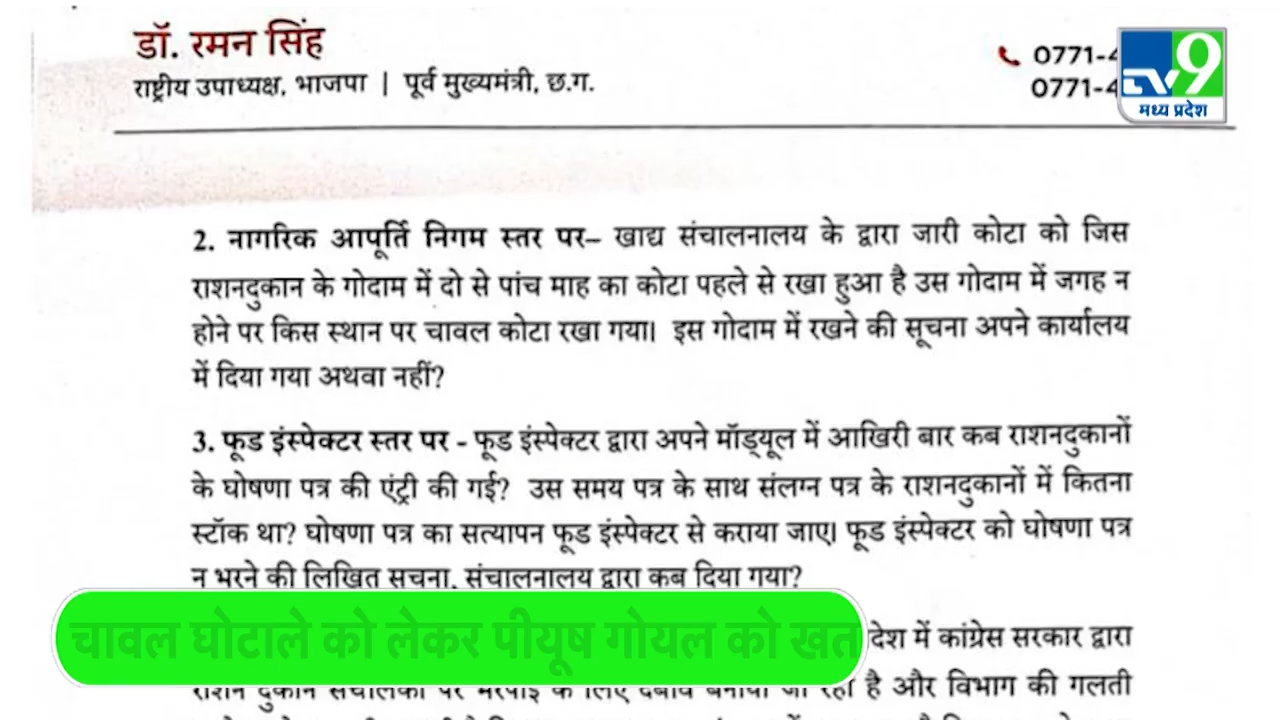 डॉ. रमन सिंह
राष्ट्रीय उपाध्यक्ष, भाजपा | पूर्व मुख्यमंत्री, छ.ग.
0771-4
0771-4
TV9
मध्य प्रदेश
2. नागरिक आपूर्ति निगम स्तर पर– खाद्य संचालनालय के द्वारा जारी कोटा को जिस
राशनदुकान के गोदाम में दो से पांच माह का कोटा पहले से रखा हुआ है उस गोदाम में जगह न
होने पर किस स्थान पर चावल कोटा रखा गया। इस गोदाम में रखने की सूचना अपने कार्यालय
में दिया गया अथवा नहीं?
3. फूड इंस्पेक्टर स्तर पर - फूड इंस्पेक्टर द्वारा अपने मॉड्यूल में आखिरी बार कब राशनदुकानों
के घोषणा पत्र की एंट्री की गई? उस समय पत्र के साथ संलग्न पत्र के राशनदुकानों में कितना
स्टॉक था? घोषणा पत्र का सत्यापन फूड इंस्पेक्टर से कराया जाए। फूड इंस्पेक्टर को घोषणा पत्र
न भरने की लिखित सूचना, संचालनालय द्वारा कब दिया गया?
चावल घोटाले को लेकर पीयूष गोयल को खत
में कांग्रेस सरकार द्वारा
है और विभाग की गलती